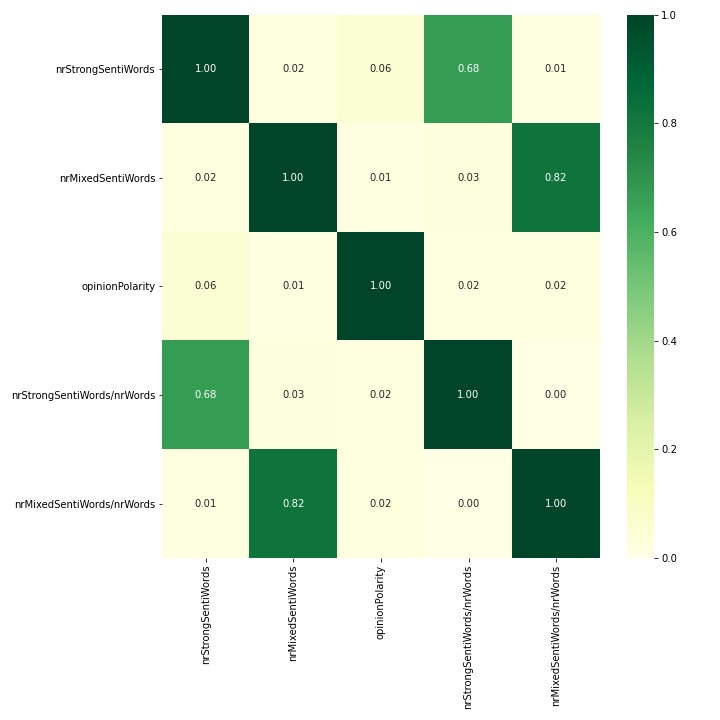 nrStrongSentiWords 1.00 0.02 0.06 0.68 0.01
nrMixedSentiWords 0.02 1.00 0.01 0.03 0.82
opinionPolarity 0.06 0.01 1.00 0.02 0.02
nrStrongSentiWords/nrWords 0.68 0.03 0.02 1.00 0.00
nrMixedSentiWords/nrWords 0.01 0.82 0.02 0.00 1.00
nrStrongSentiWords
nrMixedSentiWords
opinionPolarity
nrStrongSentiWords/nrWords
nrMixedSentiWords/nrWords
1.0
0.8
0.6
0.4
0.2
0.0